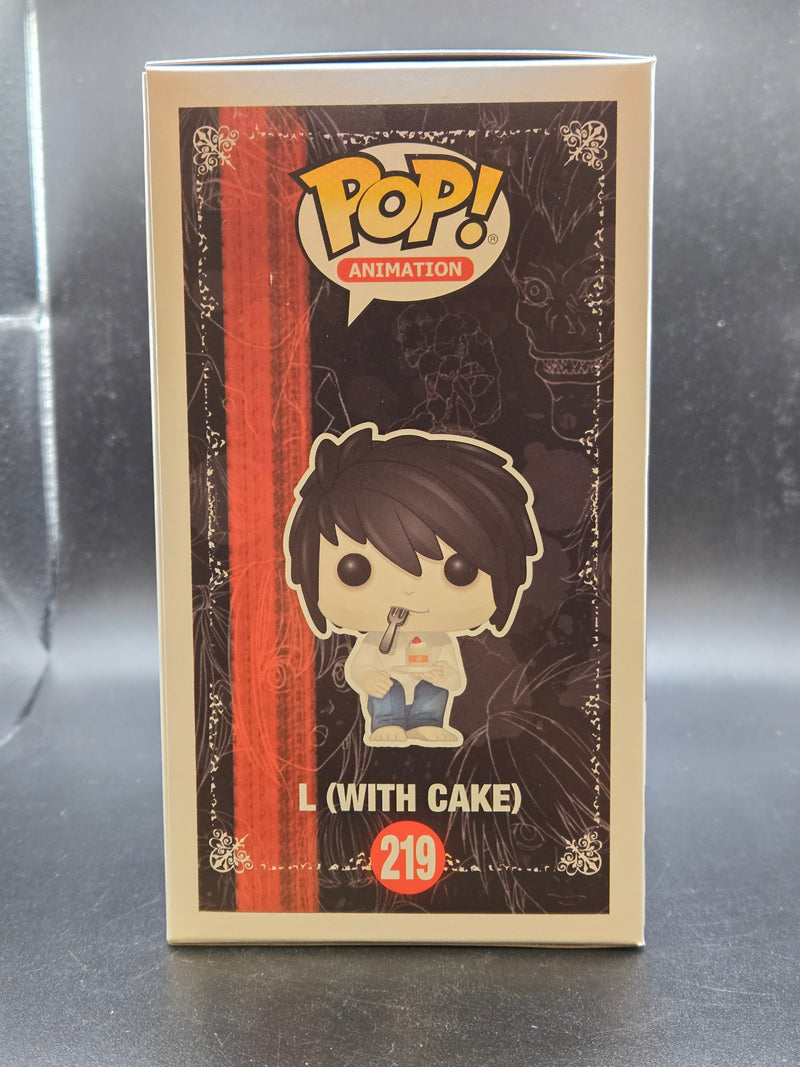 POP!®
ANIMATION
L (WITH CAKE)
219